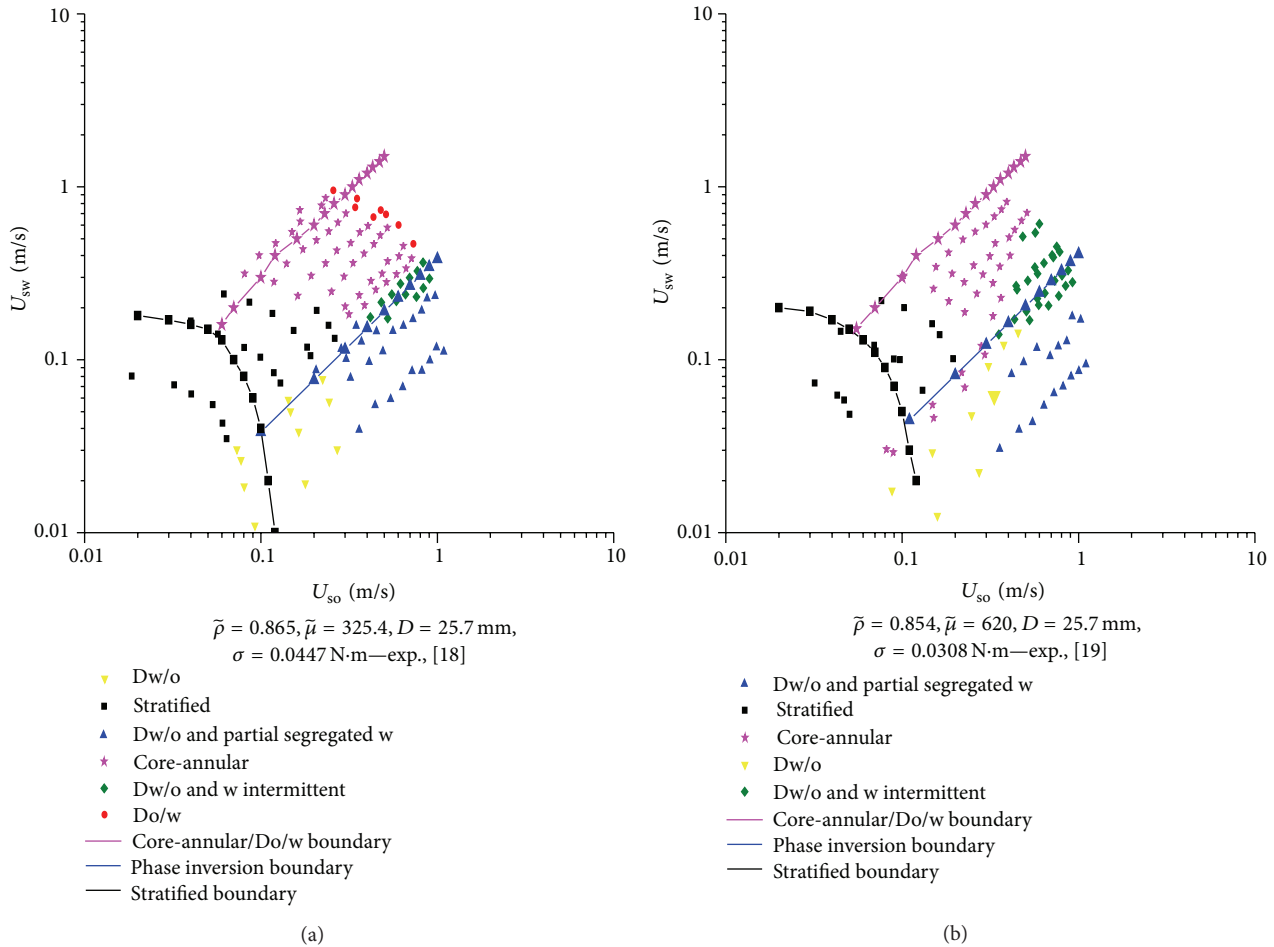 10
1
0.1
0.01
U_sw (m/s)
0.01
0.1
1
10
U_so (m/s)
ρ̃ = 0.865, μ̃ = 325.4, D = 25.7 mm,
σ = 0.0447 N·m—exp., [18]
Dw/o
Stratified
Dw/o and partial segregated w
Core-annular
Dw/o and w intermittent
Do/w
Core-annular/Do/w boundary
Phase inversion boundary
Stratified boundary
(a)
10
1
0.1
0.01
U_sw (m/s)
0.01
0.1
1
10
U_so (m/s)
ρ̃ = 0.854, μ̃ = 620, D = 25.7 mm,
σ = 0.0308 N·m—exp., [19]
Dw/o and partial segregated w
Stratified
Core-annular
Dw/o
Dw/o and w intermittent
Core-annular/Do/w boundary
Phase inversion boundary
Stratified boundary
(b)